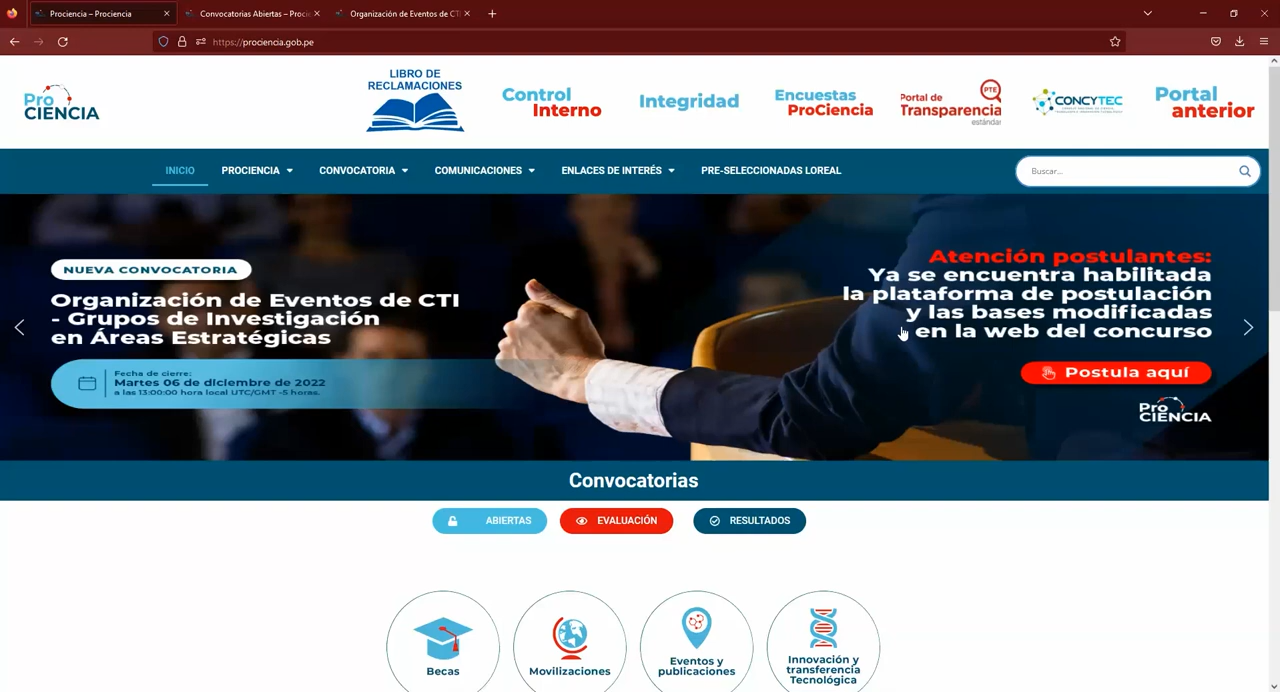 Prociencia – Prociencia
Convocatorias Abiertas – Procie
Organización de Eventos de CTI
https://prociencia.gob.pe
Pro
CIENCIA
LIBRO DE
RECLAMACIONES
Control
Interno
Integridad
Encuestas
ProCiencia
Portal de
Transparencia
estándar
PTE
CONCYTEC
Portal
anterior
INICIO
PROCIENCIA
CONVOCATORIA
COMUNICACIONES
ENLACES DE INTERÉS
PRE-SELECCIONADAS LOREAL
Buscar...
NUEVA CONVOCATORIA
Organización de Eventos de CTI
- Grupos de Investigación
en Áreas Estratégicas
Fecha de cierre:
Martes 06 de diciembre de 2022
a las 13:00:00 hora local UTC/GMT -5 horas.
Atención postulantes:
Ya se encuentra habilitada
la plataforma de postulación
y las bases modificadas
en la web del concurso
Postula aquí
Pro
CIENCIA
Convocatorias
ABIERTAS
EVALUACIÓN
RESULTADOS
Becas
Movilizaciones
Eventos y
publicaciones
Innovación y
transferencia
Tecnológica